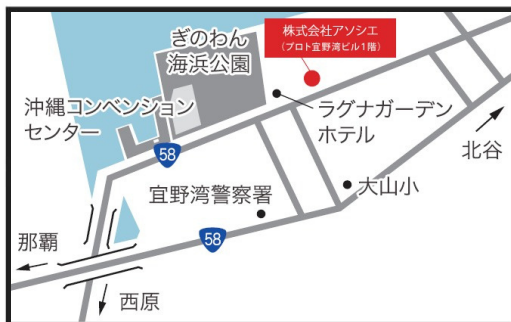 株式会社アソシエ
（プロト宜野湾ビル1階）
ぎのわん
海浜公園
沖縄コンベンション
センター
ラグナガーデン
ホテル
58
北谷
大山小
宜野湾警察署
58
那覇
西原